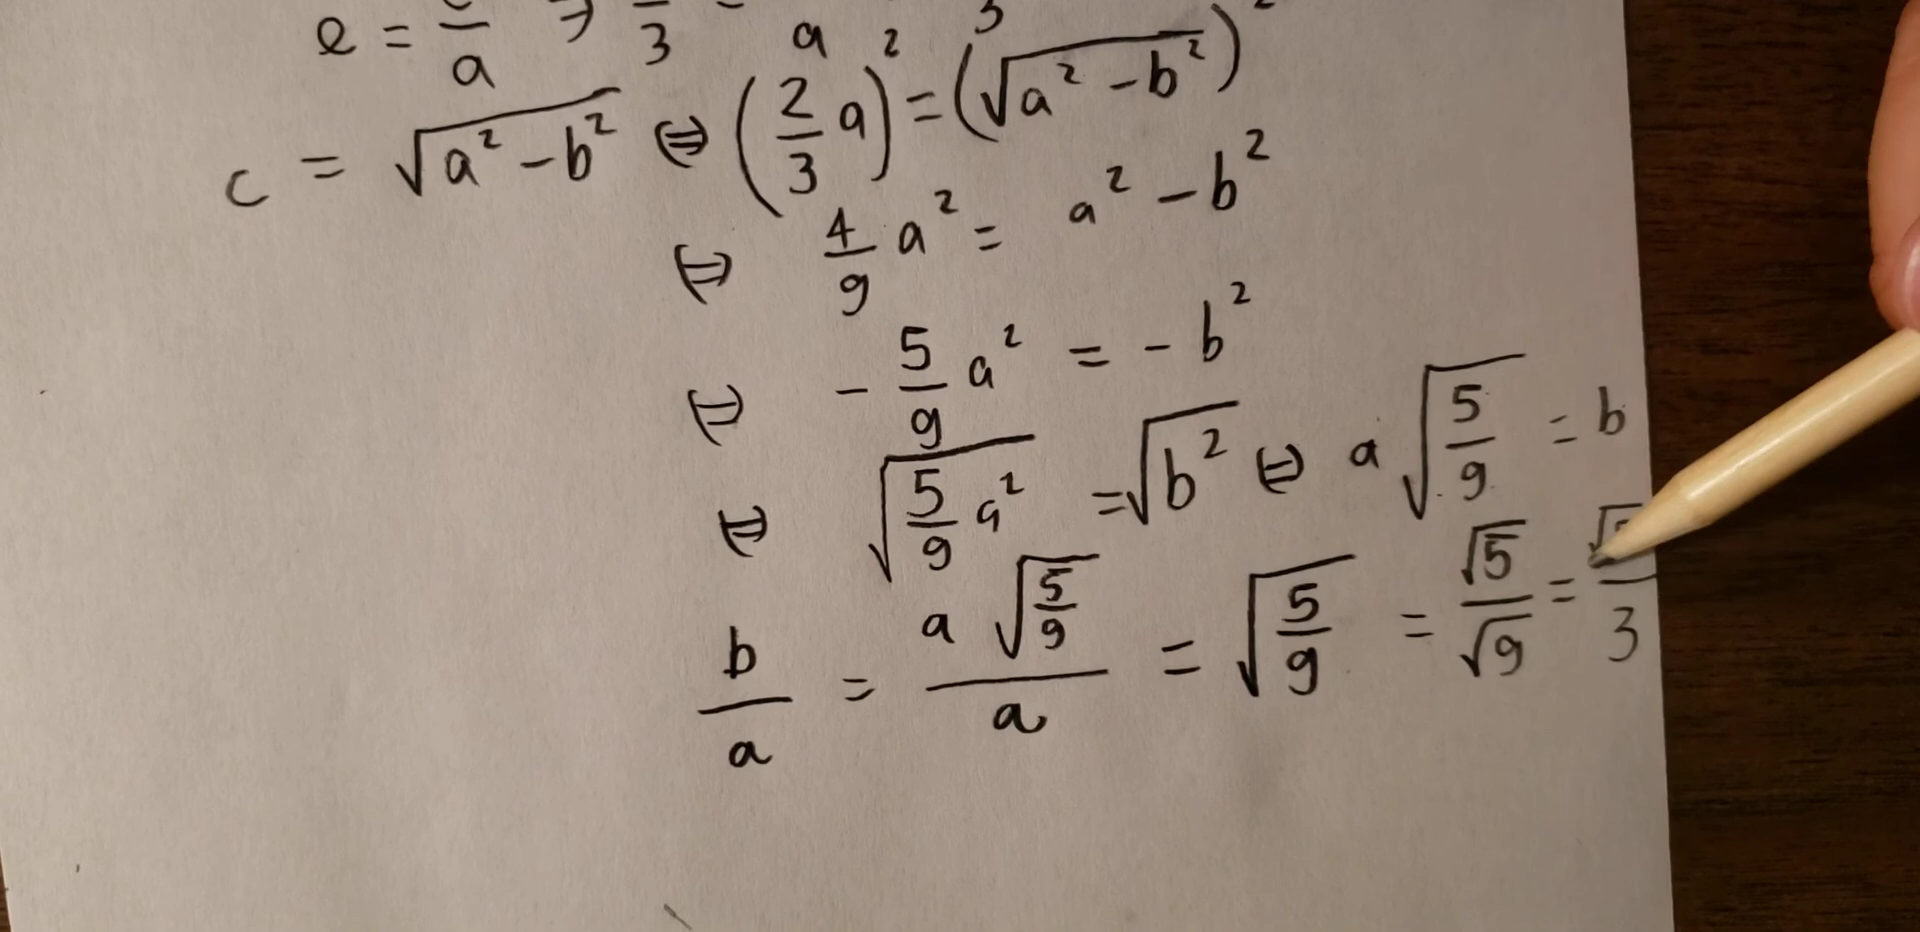 e = c/a ⇒ 2/3 = c/a
c = √(a² - b²) ⇔ (2/3 a)² = (√(a² - b²))²
⇔ 4/9 a² = a² - b²
⇔ - 5/9 a² = - b²
⇔ √(5/9 a²) = √(b²) ⇔ a √(5/9) = b
b/a = a √(5/9) / a = √(5/9) = √5/√9 = √5/3